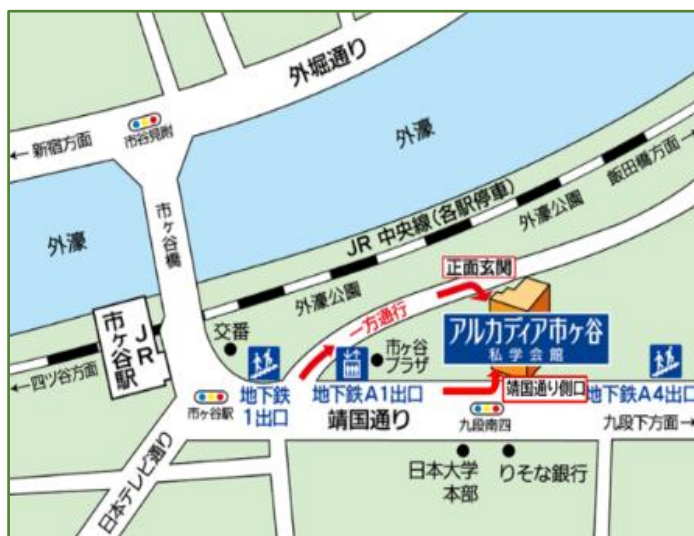 外堀通り
←新宿方面
市谷見附
外濠
飯田橋方面→
外濠
市ヶ谷橋
JR 中央線(各駅停車)
外濠公園
正面玄関
外濠公園
一方通行
JR
市ヶ谷駅
交番
アルカディア市ヶ谷
私学会館
市ヶ谷
プラザ
←四ツ谷方面
地下鉄
1出口
地下鉄A1出口
靖国通り側口
地下鉄A4出口
市ヶ谷駅
靖国通り
九段南四
九段下方面→
日本テレビ通り
日本大学
本部
りそな銀行